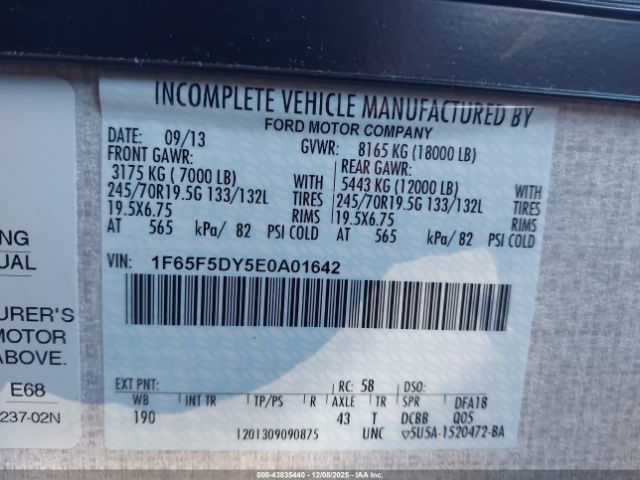 INCOMPLETE VEHICLE MANUFACTURED BY
FORD MOTOR COMPANY
DATE: 09/13 GVWR: 8165 KG (18000 LB)
FRONT GAWR: REAR GAWR:
3175 KG ( 7000 LB) WITH 5443 KG (12000 LB) WITH
245/70R19.5G 133/132L TIRES 245/70R19.5G 133/132L TIRES
19.5X6.75 RIMS 19.5X6.75 RIMS
AT 565 kPa/ 82 PSI COLD AT 565 kPa/ 82 PSI COLD
VIN: 1F65F5DY5E0A01642
EXT PNT: RC: 5B DSO:
WB INT TR TP/PS R AXLE TR SPR DFA18
190 43 T DCBB Q05
1201309090875 UNC ▽5U5A-1520472-BA
NG
UAL
URER'S
MOTOR
ABOVE.
E68
237-02N
000-43835440 - 12/08/2025 - IAAI.COM